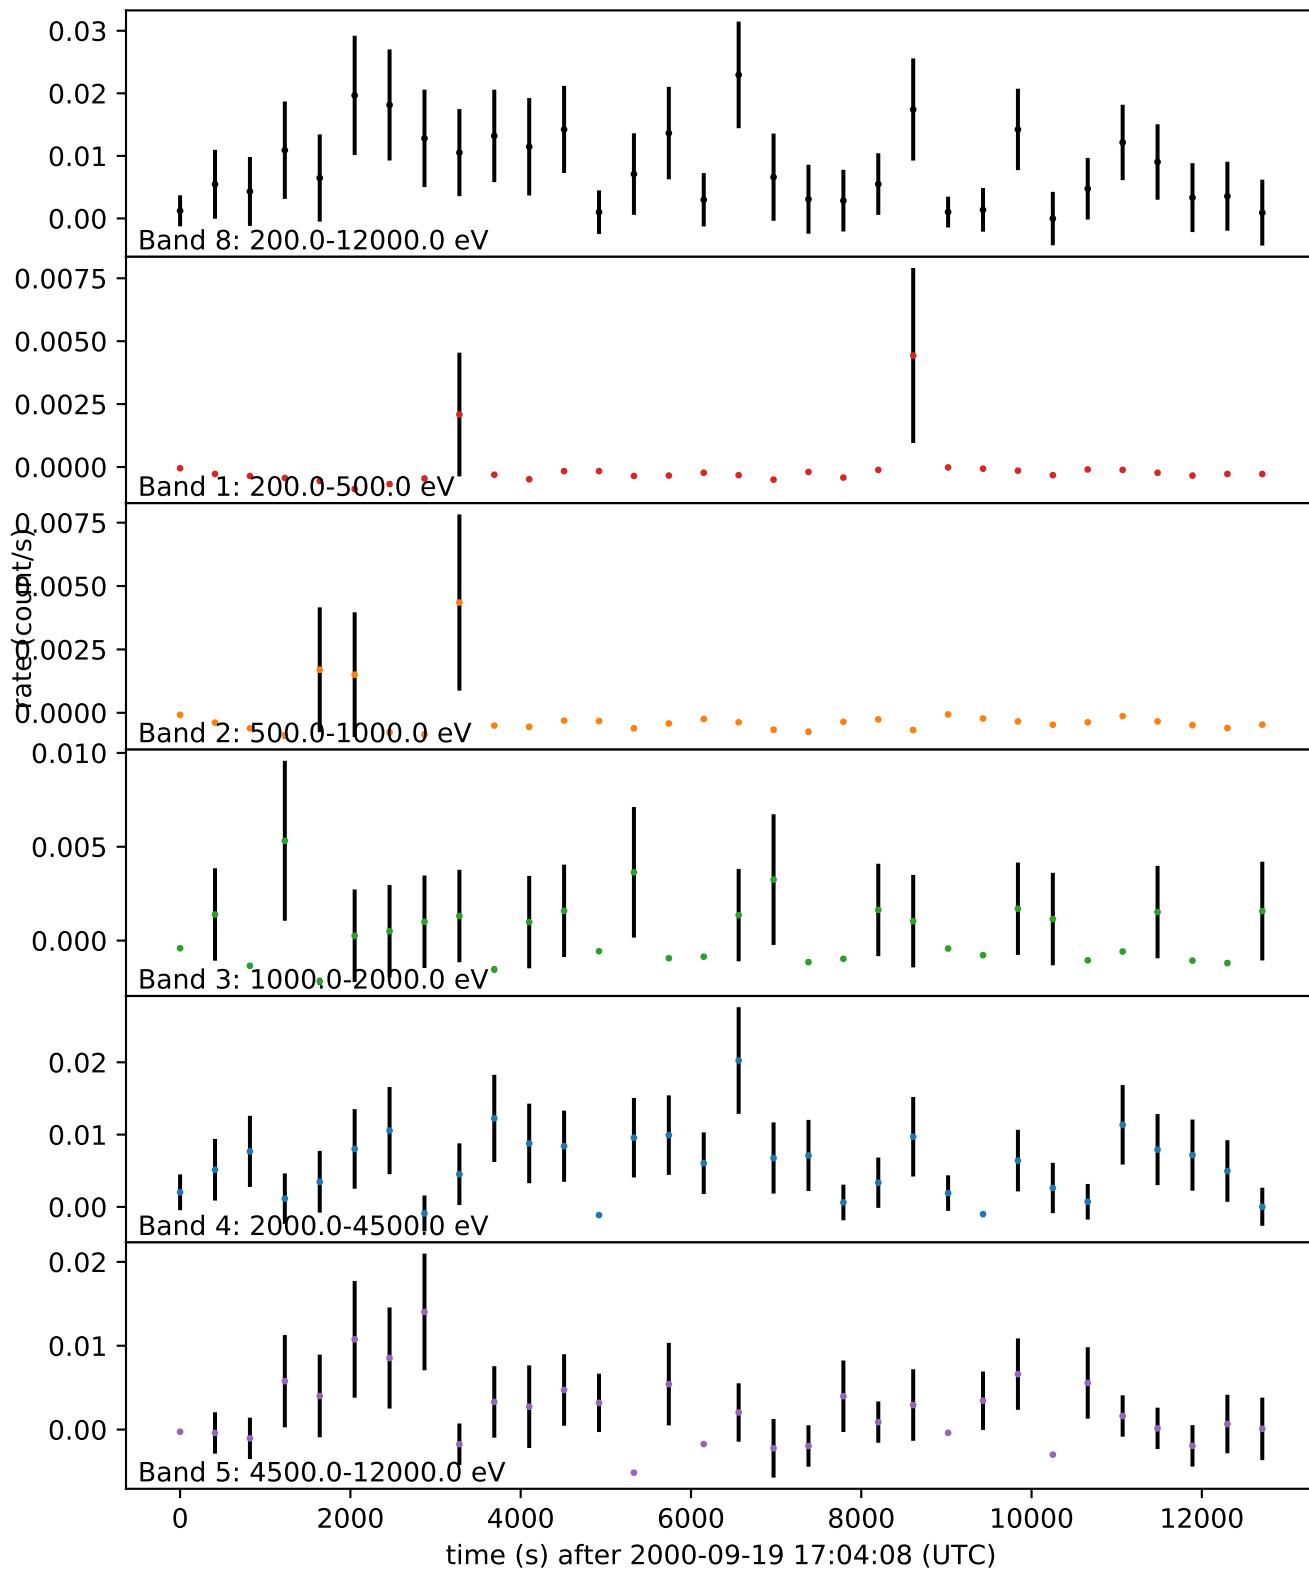 0.03
0.02
0.01
0.00
Band 8: 200.0-12000.0 eV
0.0075
0.0050
0.0025
0.0000
Band 1: 200.0-500.0 eV
rate (count/s)
0.0075
0.0050
0.0025
0.0000
Band 2: 500.0-1000.0 eV
0.010
0.005
0.000
Band 3: 1000.0-2000.0 eV
0.02
0.01
0.00
Band 4: 2000.0-4500.0 eV
0.02
0.01
0.00
Band 5: 4500.0-12000.0 eV
0 2000 4000 6000 8000 10000 12000
time (s) after 2000-09-19 17:04:08 (UTC)